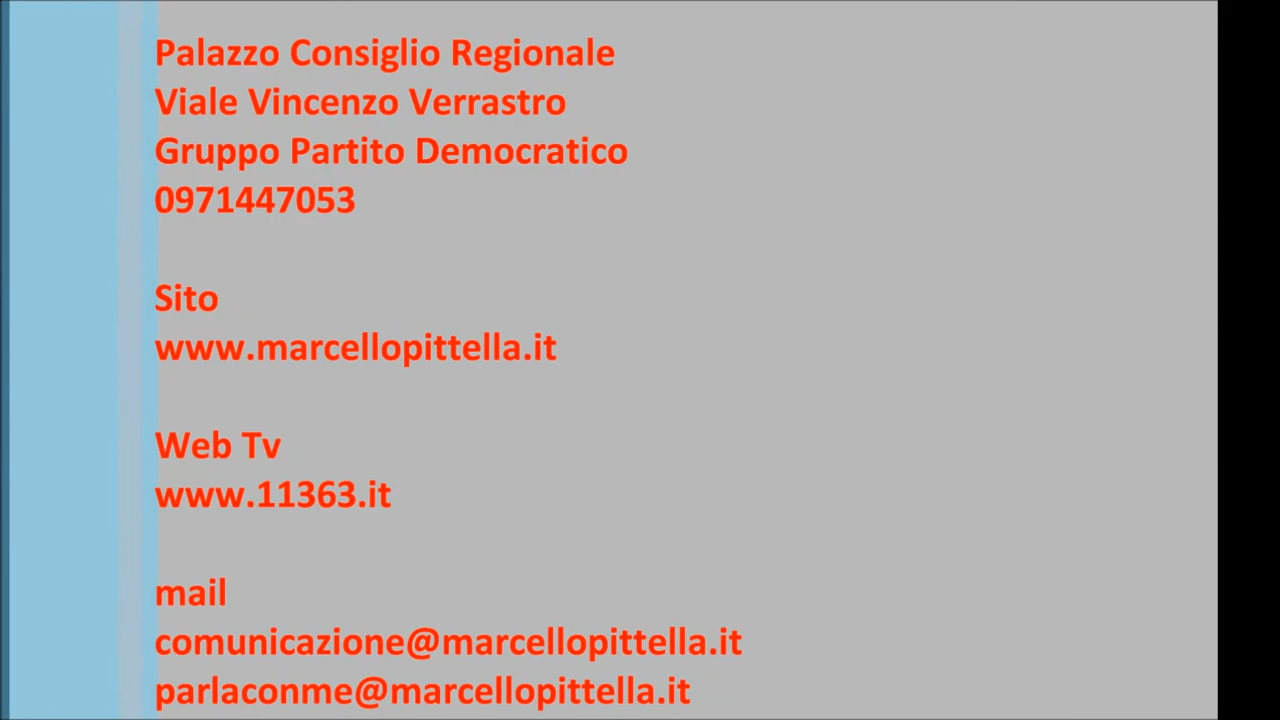 Palazzo Consiglio Regionale
Viale Vincenzo Verrastro
Gruppo Partito Democratico
0971447053
Sito
www.marcellopittella.it
Web Tv
www.11363.it
mail
comunicazione@marcellopittella.it
parlaconme@marcellopittella.it